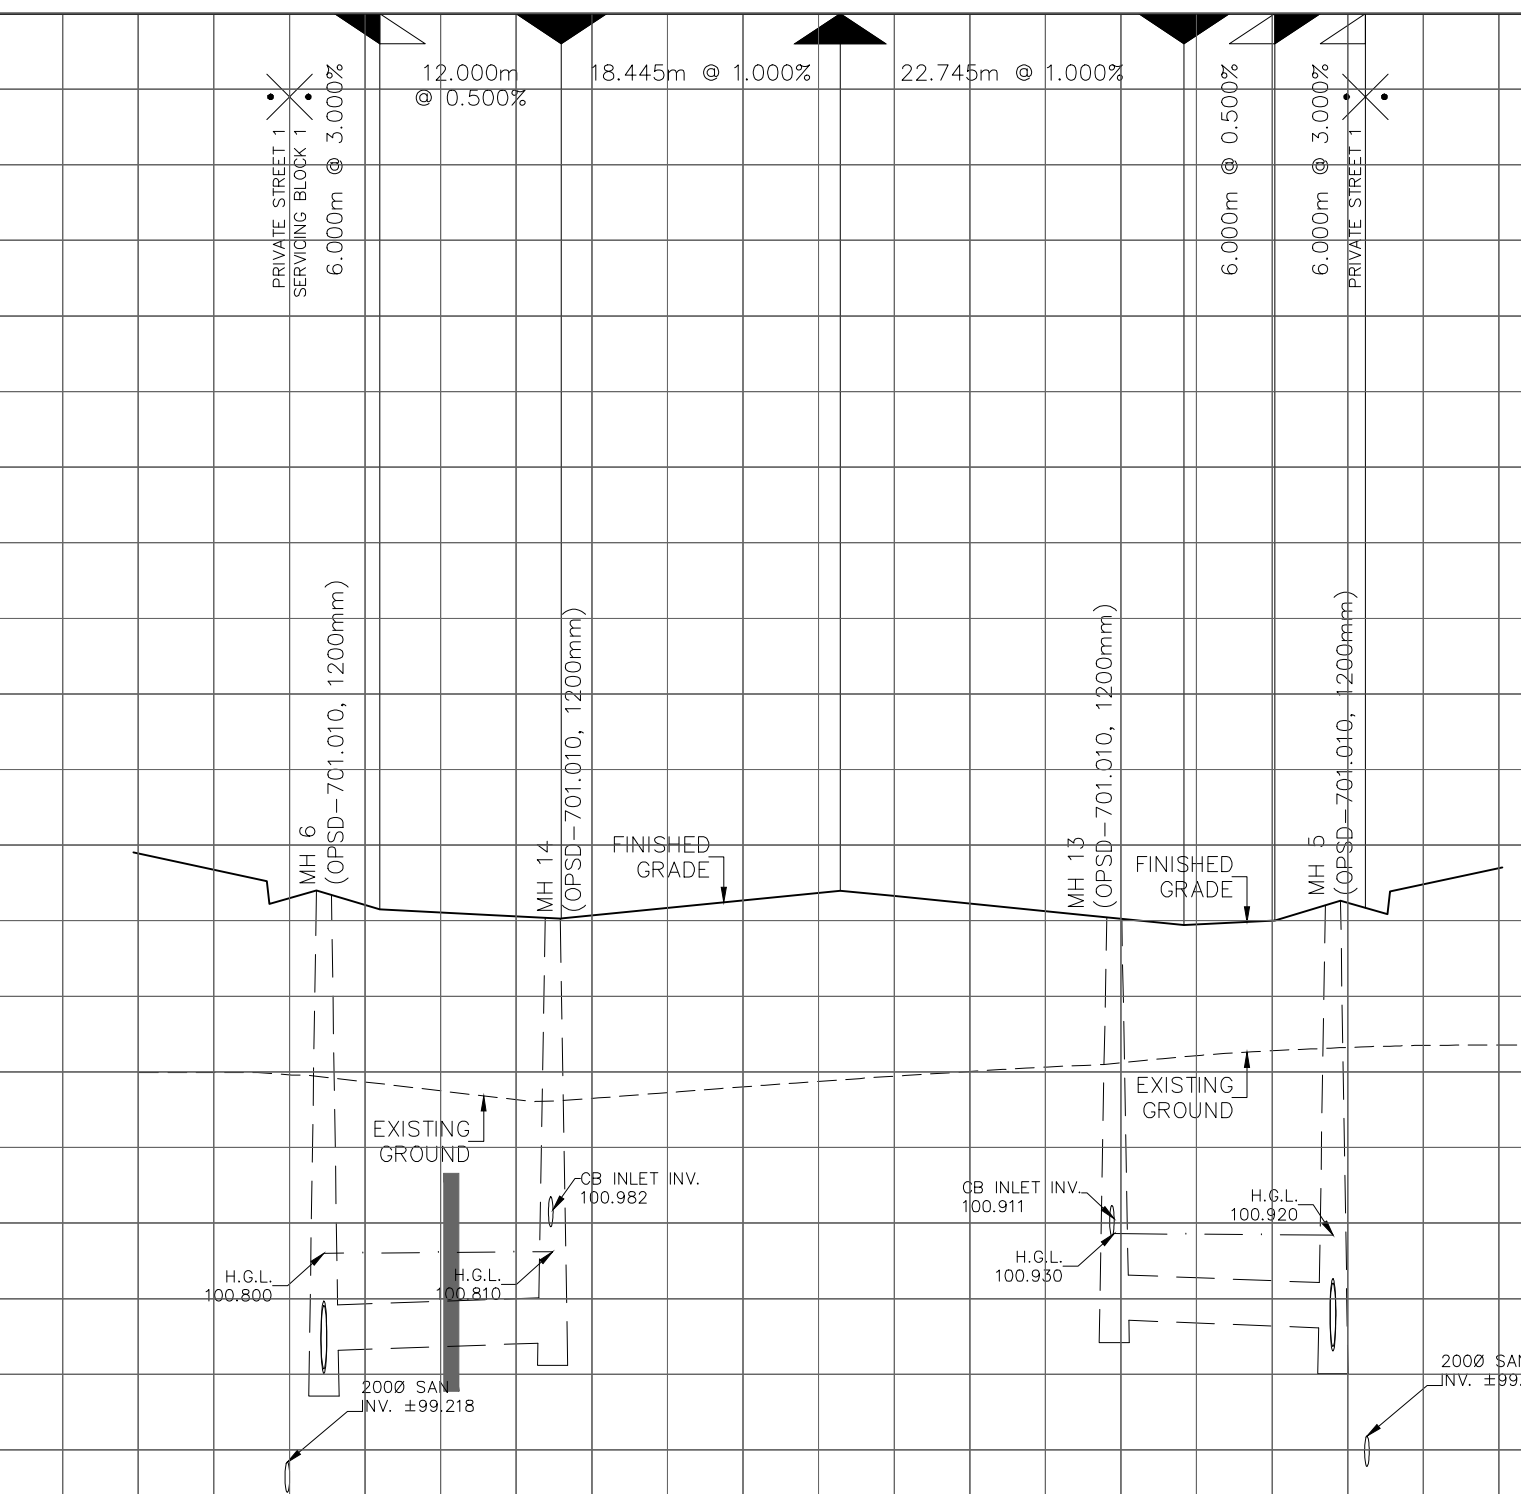 12.000m
@ 0.500%
18.445m @ 1.000%
22.745m @ 1.000%
PRIVATE STREET 1
SERVICING BLOCK 1
6.000m @ 3.000%
6.000m @ 0.500%
6.000m @ 3.000%
PRIVATE STREET 1
MH 6
(OPSD-701.010, 1200mm)
MH 14
(OPSD-701.010, 1200mm)
FINISHED
GRADE
MH 13
(OPSD-701.010, 1200mm)
FINISHED
GRADE
MH 5
(OPSD-701.010, 1200mm)
EXISTING
GROUND
EXISTING
GROUND
CB INLET INV.
100.982
CB INLET INV.
100.911
H.G.L.
100.920
H.G.L.
100.930
H.G.L.
100.800
H.G.L.
100.810
200Ø SAN
INV. ±99.218
200Ø SAN
INV. ±99.